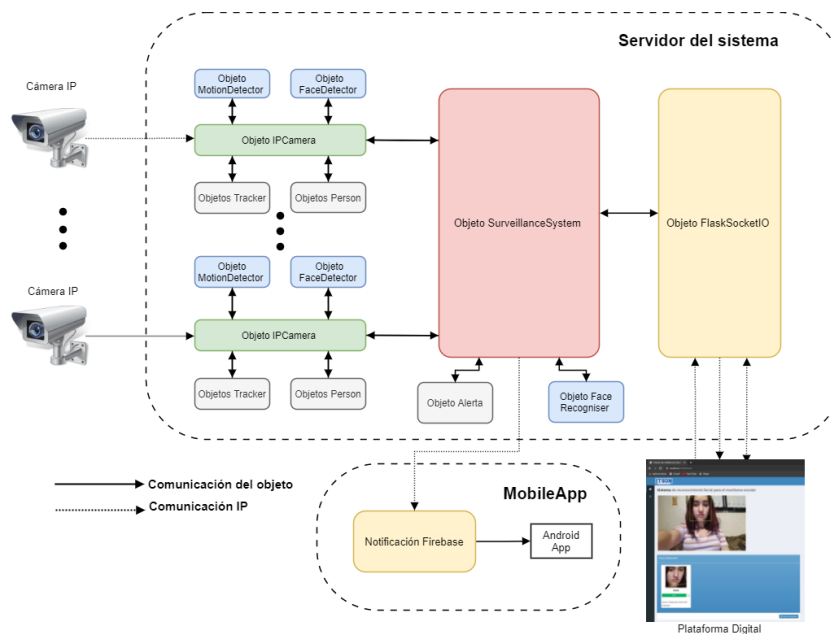 Servidor del sistema
Cámera IP
Objeto
MotionDetector
Objeto
FaceDetector
Objeto IPCamera
Objetos Tracker
Objetos Person
Objeto SurveillanceSystem
Objeto FlaskSocketIO
Cámera IP
Objeto
MotionDetector
Objeto
FaceDetector
Objeto IPCamera
Objetos Tracker
Objetos Person
Objeto Alerta
Objeto Face
Recogniser
Comunicación del objeto
Comunicación IP
MobileApp
Notificación Firebase
Android
App
Plataforma Digital